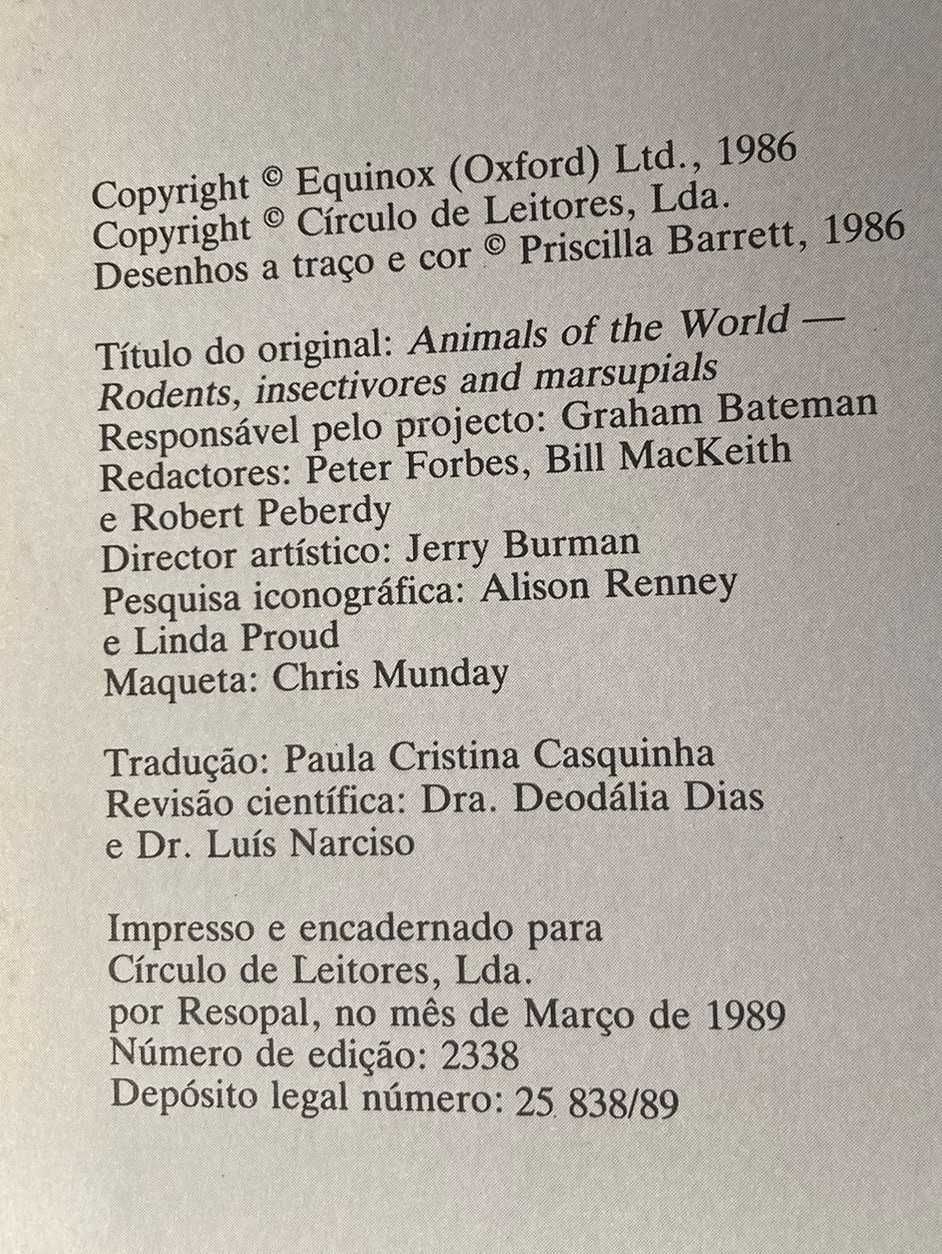 Copyright © Equinox (Oxford) Ltd., 1986
Copyright © Círculo de Leitores, Lda.
Desenhos a traço e cor © Priscilla Barrett, 1986
Título do original: Animals of the World —
Rodents, insectivores and marsupials
Responsável pelo projecto: Graham Bateman
Redactores: Peter Forbes, Bill MacKeith
e Robert Peberdy
Director artístico: Jerry Burman
Pesquisa iconográfica: Alison Renney
e Linda Proud
Maqueta: Chris Munday
Tradução: Paula Cristina Casquinha
Revisão científica: Dra. Deodália Dias
e Dr. Luís Narciso
Impresso e encadernado para
Círculo de Leitores, Lda.
por Resopal, no mês de Março de 1989
Número de edição: 2338
Depósito legal número: 25 838/89